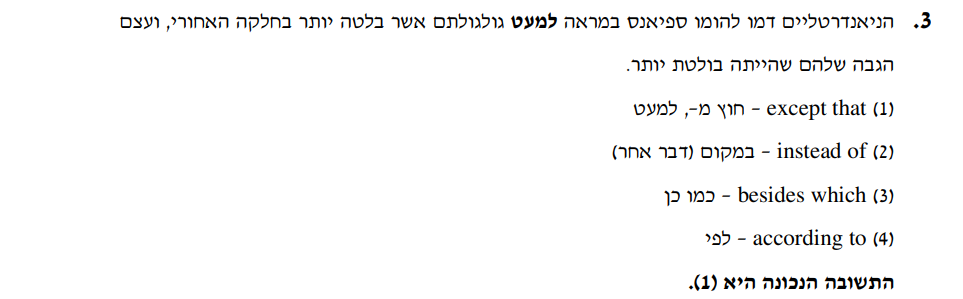 3. הניאנדרטליים דמו להומו ספיאנס במראה למעט גולגולתם אשר בלטה יותר בחלקה האחורי, ועצם
הגבה שלהם שהייתה בולטת יותר.
(1) except that – חוץ מ-, למעט
(2) instead of – במקום (דבר אחר)
(3) besides which – כמו כן
(4) according to – לפי
התשובה הנכונה היא (1).